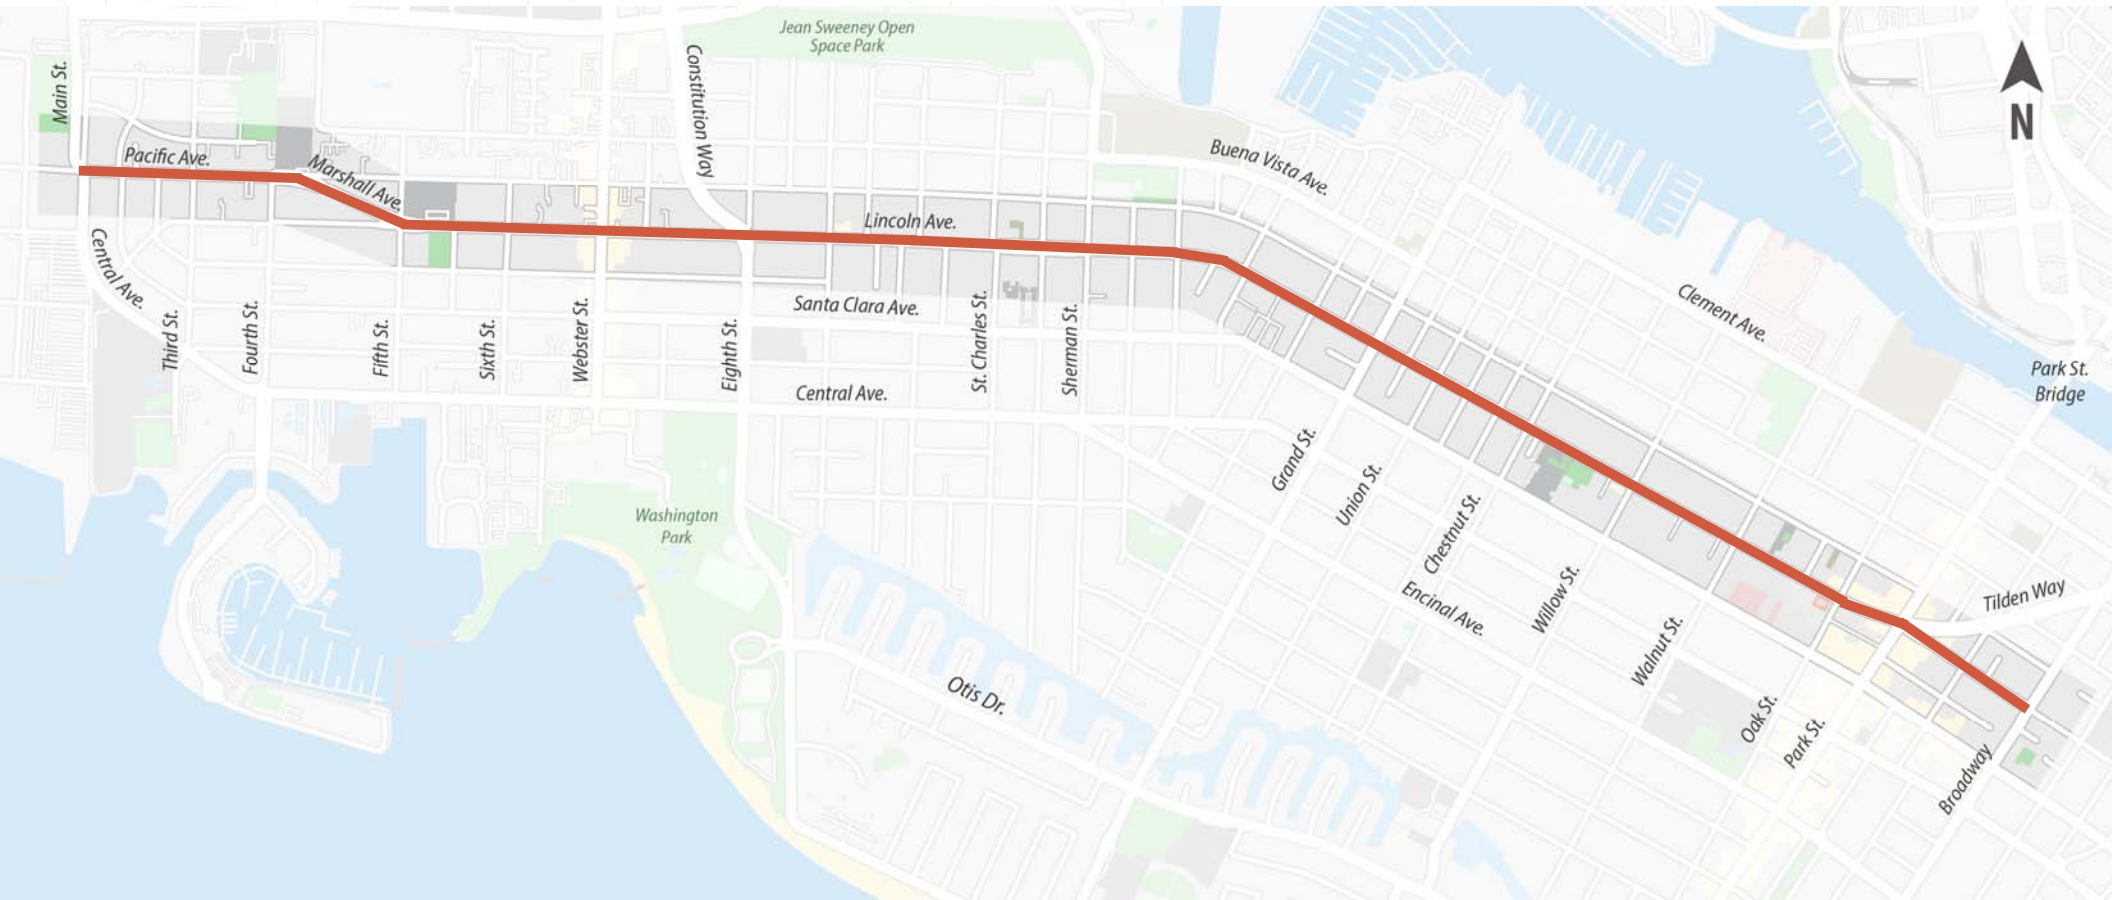 Jean Sweeney Open
Space Park
Main St.
Constitution Way
N
Pacific Ave.
Marshall Ave.
Buena Vista Ave.
Lincoln Ave.
Central Ave.
Santa Clara Ave.
Clement Ave.
Third St.
Fourth St.
Fifth St.
Sixth St.
Webster St.
Eighth St.
St. Charles St.
Sherman St.
Park St.
Bridge
Central Ave.
Grand St.
Union St.
Chestnut St.
Washington
Park
Encinal Ave.
Willow St.
Walnut St.
Tilden Way
Otis Dr.
Oak St.
Park St.
Broadway